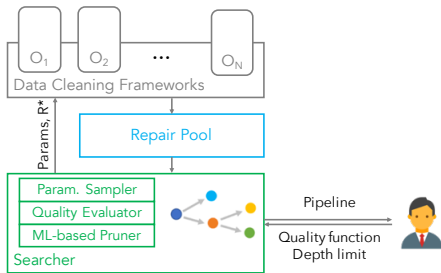 O1 O2 ... ON
Data Cleaning Frameworks
Params, R*
Repair Pool
Param. Sampler
Quality Evaluator
ML-based Pruner
Searcher
Pipeline
Quality function
Depth limit